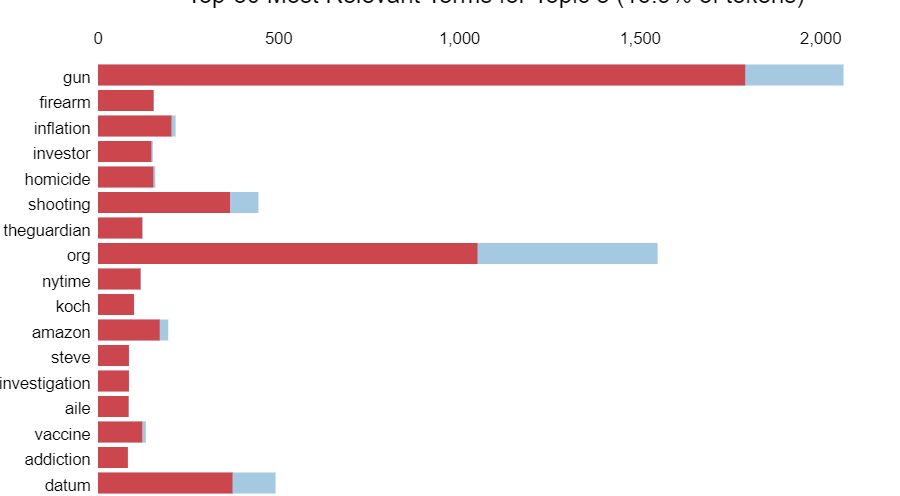 0 500 1,000 1,500 2,000
gun
firearm
inflation
investor
homicide
shooting
theguardian
org
nytime
koch
amazon
steve
investigation
aile
vaccine
addiction
datum